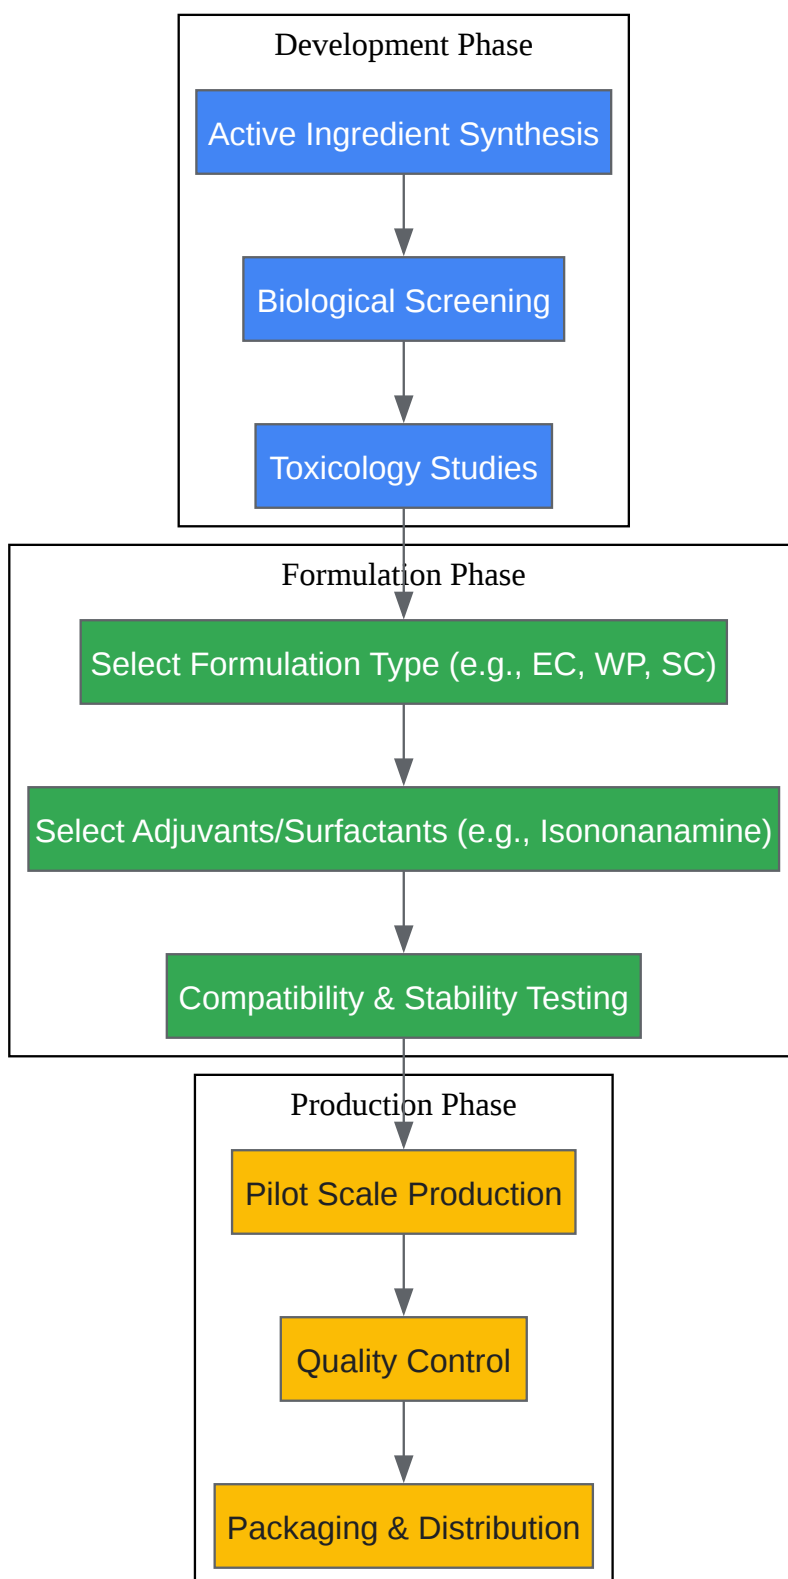 Development Phase
Active Ingredient Synthesis
Biological Screening
Toxicology Studies
Formulation Phase
Select Formulation Type (e.g., EC, WP, SC)
Select Adjuvants/Surfactants (e.g., Isononanamine)
Compatibility & Stability Testing
Production Phase
Pilot Scale Production
Quality Control
Packaging & Distribution